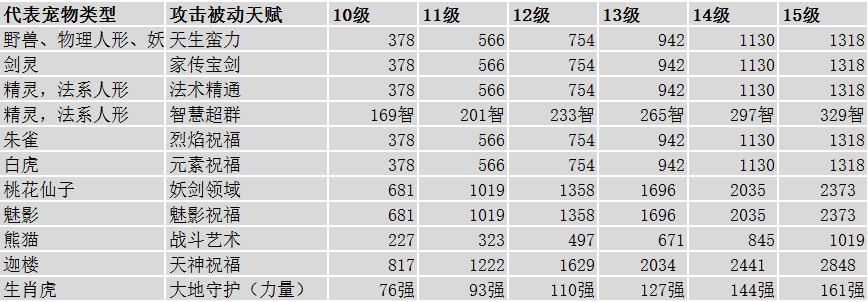 代表宠物类型 攻击被动天赋 10级 11级 12级 13级 14级 15级
野兽、物理人形、妖 天生蛮力 378 566 754 942 1130 1318
剑灵 家传宝剑 378 566 754 942 1130 1318
精灵，法系人形 法术精通 378 566 754 942 1130 1318
精灵，法系人形 智慧超群 169智 201智 233智 265智 297智 329智
朱雀 烈焰祝福 378 566 754 942 1130 1318
白虎 元素祝福 378 566 754 942 1130 1318
桃花仙子 妖剑领域 681 1019 1358 1696 2035 2373
魅影 魅影祝福 681 1019 1358 1696 2035 2373
熊猫 战斗艺术 227 323 497 671 845 1019
迦楼 天神祝福 817 1222 1629 2034 2441 2848
生肖虎 大地守护（力量） 76强 93强 110强 127强 144强 161强